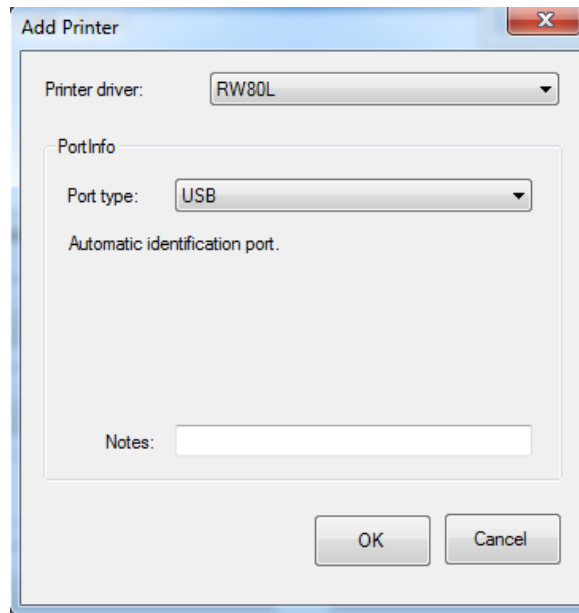 Add Printer
Printer driver: RW80L
PortInfo
Port type: USB
Automatic identification port.
Notes:
OK Cancel